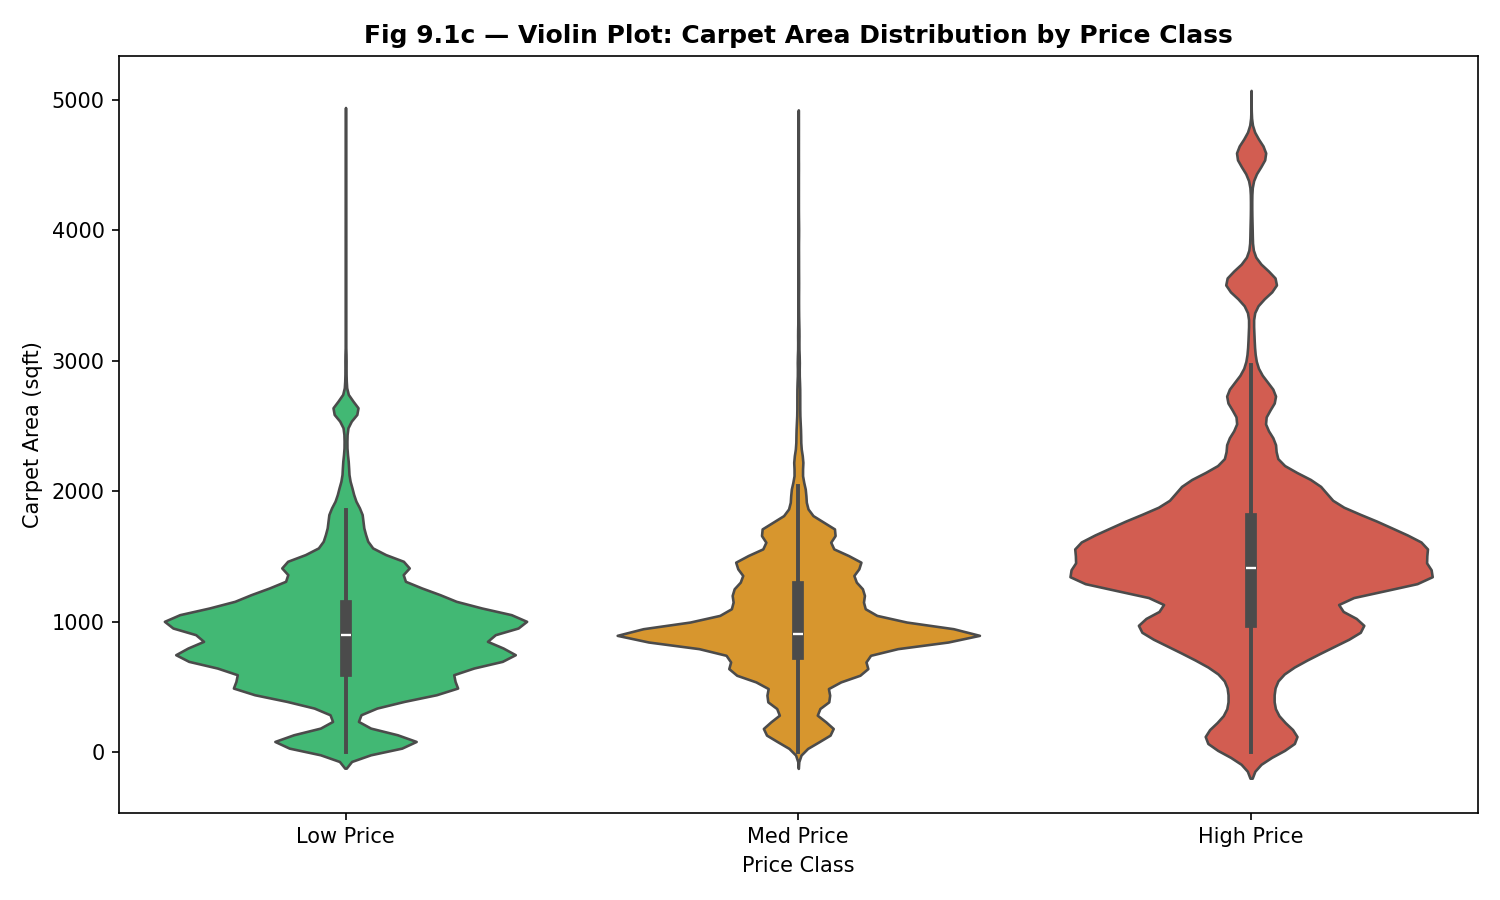 Fig 9.1c — Violin Plot: Carpet Area Distribution by Price Class
Carpet Area (sqft)
5000
4000
3000
2000
1000
0
Low Price
Med Price
High Price
Price Class